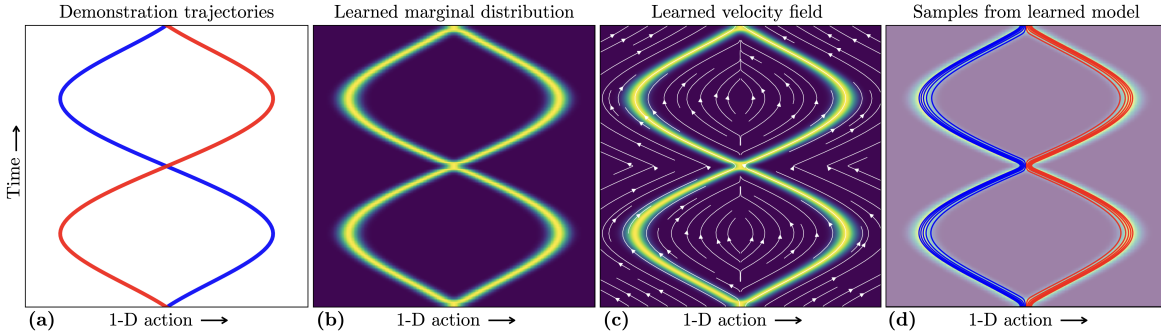 Demonstration trajectories
Learned marginal distribution
Learned velocity field
Samples from learned model
Time
(a)
1-D action
(b)
1-D action
(c)
1-D action
(d)
1-D action